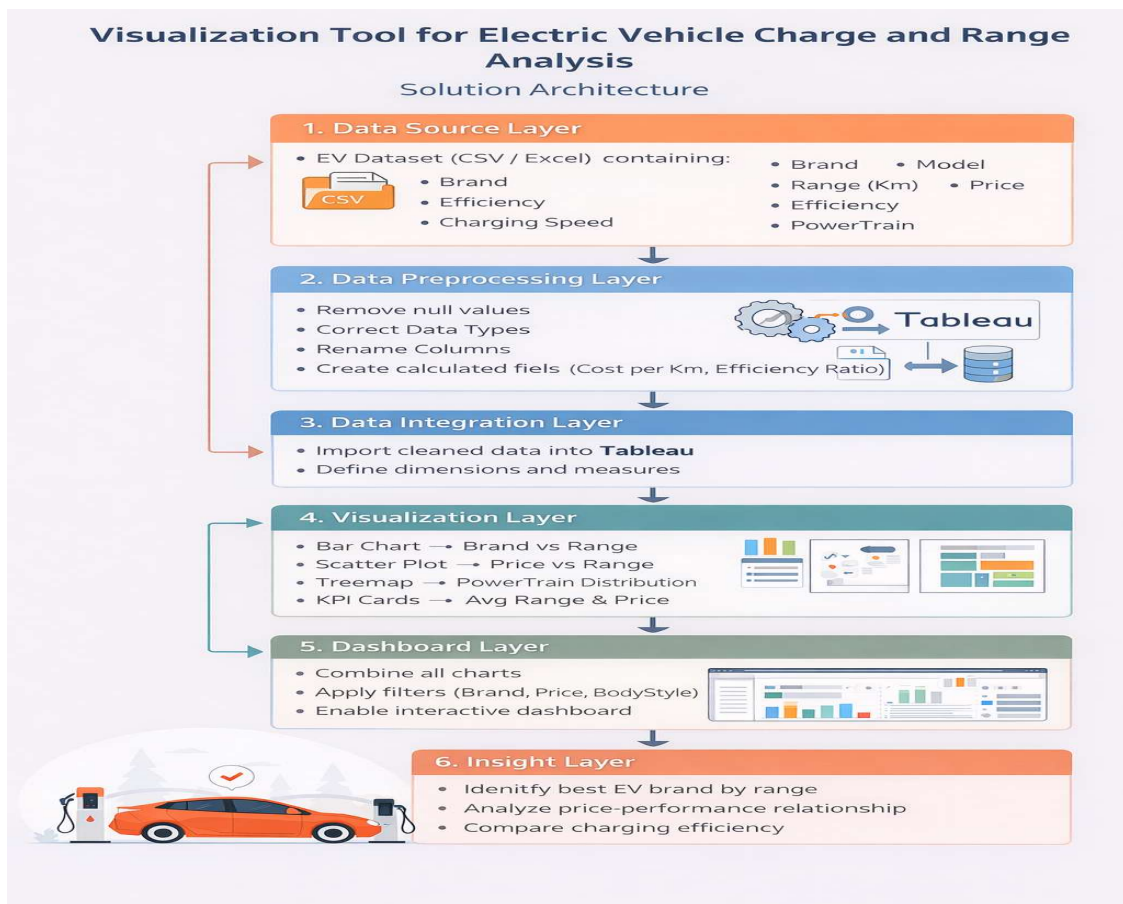 Visualization Tool for Electric Vehicle Charge and Range
Analysis
Solution Architecture
1. Data Source Layer
• EV Dataset (CSV / Excel) containing:
CSV
• Brand
• Efficiency
• Charging Speed
• Brand • Model
• Range (Km) • Price
• Efficiency
• PowerTrain
2. Data Preprocessing Layer
• Remove null values
• Correct Data Types
• Rename Columns
• Create calculated fiels (Cost per Km, Efficiency Ratio)
Tableau
3. Data Integration Layer
• Import cleaned data into Tableau
• Define dimensions and measures
4. Visualization Layer
• Bar Chart → Brand vs Range
• Scatter Plot → Price vs Range
• Treemap → PowerTrain Distribution
• KPI Cards → Avg Range & Price
5. Dashboard Layer
• Combine all charts
• Apply filters (Brand, Price, BodyStyle)
• Enable interactive dashboard
6. Insight Layer
• Idenitfy best EV brand by range
• Analyze price-performance relationship
• Compare charging efficiency